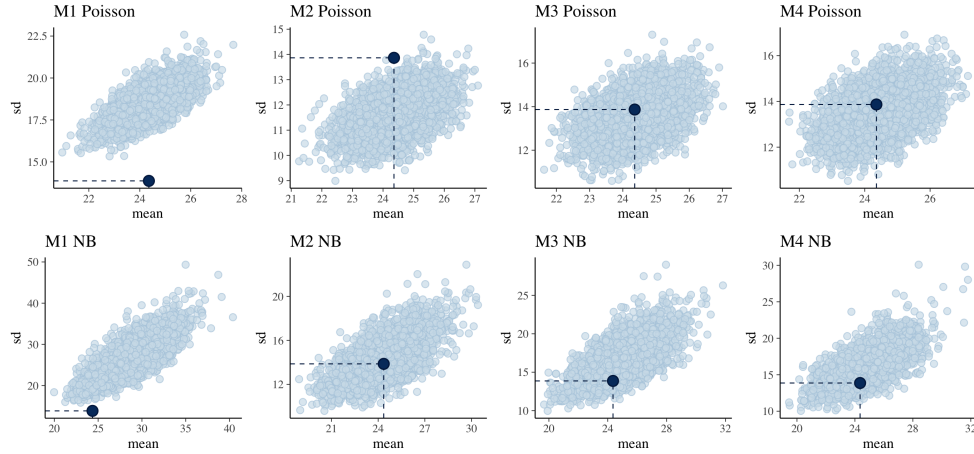 M1 Poisson
22.5
20.0
17.5
15.0
sd
22
24
26
28
mean
M2 Poisson
15
14
13
12
11
10
9
sd
21
22
23
24
25
26
27
mean
M3 Poisson
16
14
12
sd
22
23
24
25
26
27
mean
M4 Poisson
16
14
12
sd
22
24
26
mean
M1 NB
50
40
30
20
sd
20
25
30
35
40
mean
M2 NB
20
16
12
sd
21
24
27
30
mean
M3 NB
25
20
15
10
sd
20
24
28
32
mean
M4 NB
30
25
20
15
10
sd
20
24
28
32
mean